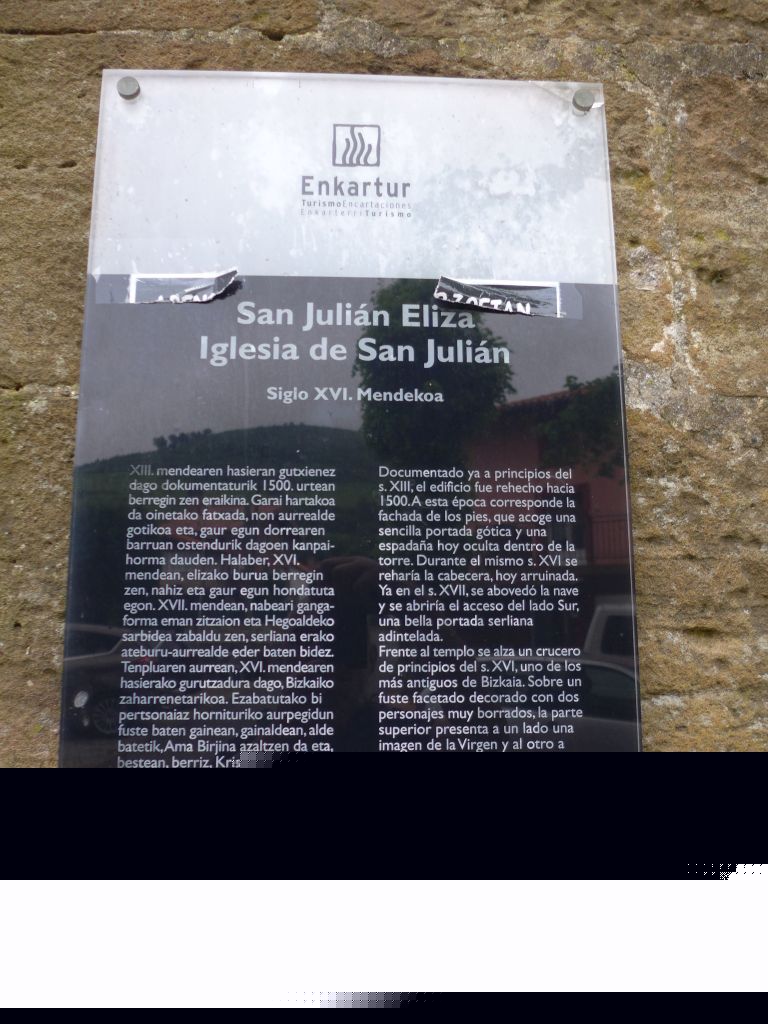 Enkartur
TurismoEncartaciones
EnkarterriTurismo
San Julián Eliza
Iglesia de San Julián
Siglo XVI. Mendekoa
XIII. mendearen hasieran gutxienez
dago dokumentaturik 1500. urtean
berregin zen eraikina. Garai hartakoa
da oinetako fatxada, non aurrealde
gotikoa eta, gaur egun dorrearen
barruan ostendurik dagoen kanpai-
horma dauden. Halaber, XVI.
mendean, elizako burua berregin
zen, nahiz eta gaur egun hondatuta
egon. XVII. mendean, nabeari ganga-
forma eman zitzaion eta Hegoaldeko
sarbidea zabaldu zen, serliana erako
ateburu-aurrealde eder baten bidez.
Tenpluaren aurrean, XVI. mendearen
hasierako gurutzadura dago, Bizkaiko
zaharrenetarikoa. Ezabatutako bi
pertsonaiaz hornituriko aurpegidun
fuste baten gainean, gainaldean, alde
batetik, Ama Birjina azaltzen da eta,
bestean, berriz, Kris
Documentado ya a principios del
s. XIII, el edificio fue rehecho hacia
1500. A esta época corresponde la
fachada de los pies, que acoge una
sencilla portada gótica y una
espadaña hoy oculta dentro de la
torre. Durante el mismo s. XVI se
reharía la cabecera, hoy arruinada.
Ya en el s. XVII, se abovedó la nave
y se abriría el acceso del lado Sur,
una bella portada serliana
adintelada.
Frente al templo se alza un crucero
de principios del s. XVI, uno de los
más antiguos de Bizkaia. Sobre un
fuste facetado decorado con dos
personajes muy borrados, la parte
superior presenta a un lado una
imagen de la Virgen y al otro a